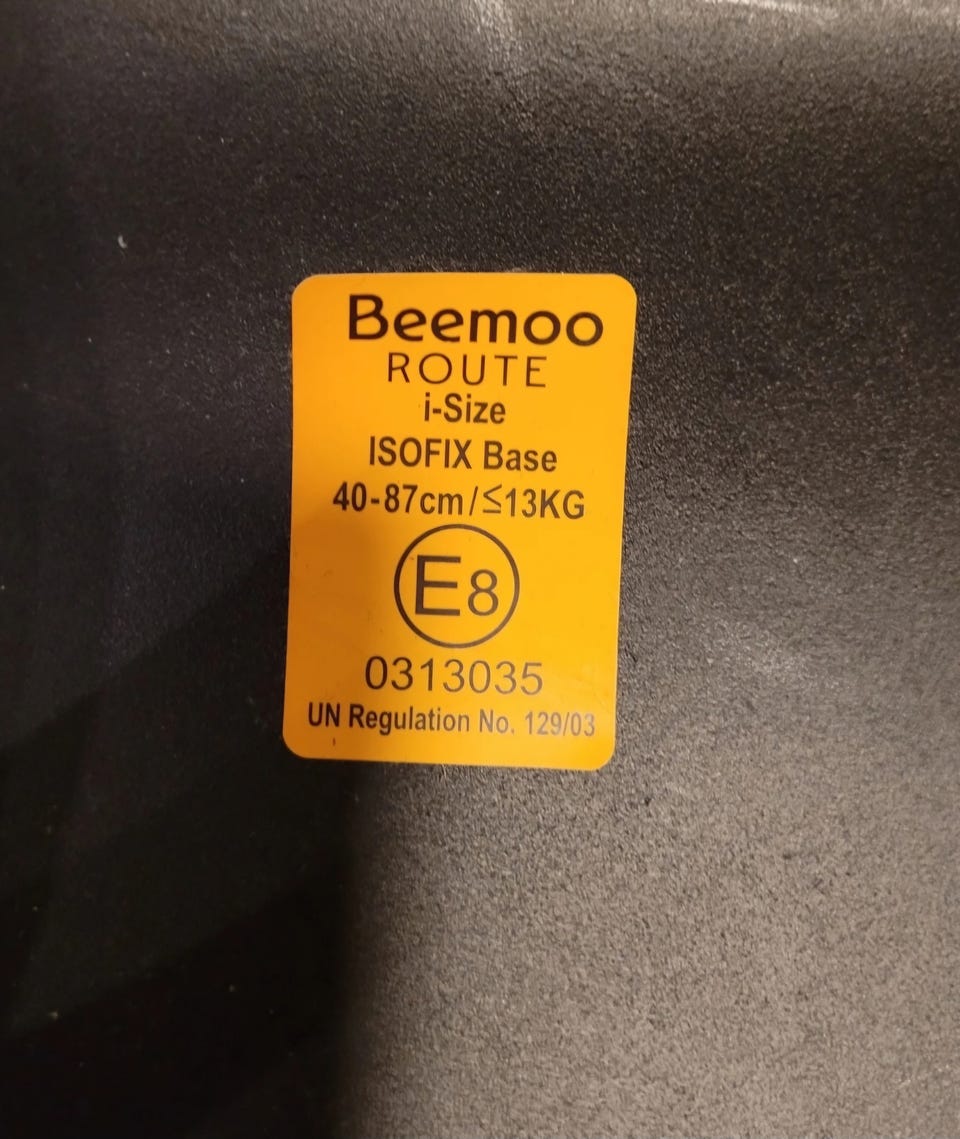 Beemoo
ROUTE
i-Size
ISOFIX Base
40-87cm/≤13KG
E8
0313035
UN Regulation No. 129/03